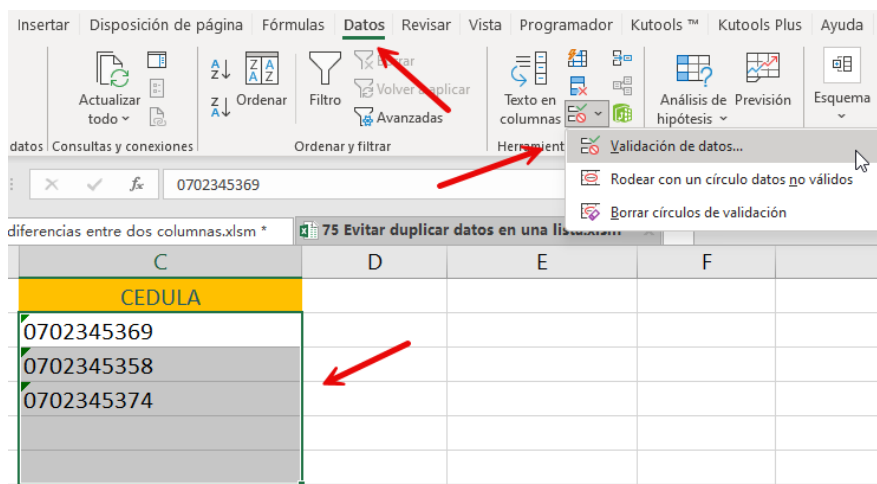 Insertar Disposición de página Fórmulas Datos Revisar Vista Programador Kutools ™ Kutools Plus Ayuda
Actualizar todo
Ordenar
Filtro
Volver a aplicar
Avanzadas
Texto en columnas
Análisis de hipótesis
Previsión
Esquema
datos Consultas y conexiones Ordenar y filtrar
Validación de datos...
Rodear con un círculo datos no válidos
Borrar círculos de validación
fx 0702345369
diferencias entre dos columnas.xlsm * 75 Evitar duplicar datos en una lista.xlsm
C D E F
CEDULA
0702345369
0702345358
0702345374